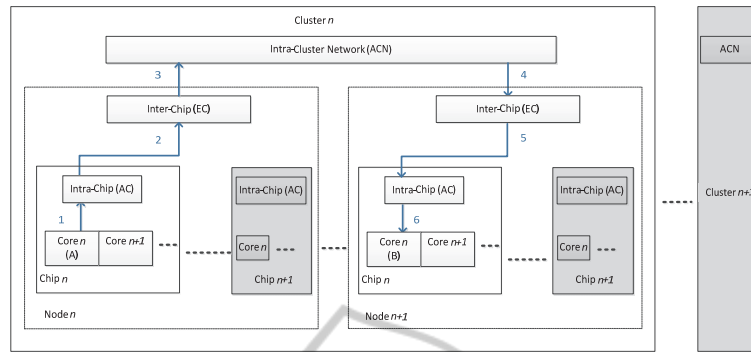 Cluster n
Intra-Cluster Network (ACN)
ACN
3
4
Inter-Chip (EC)
Inter-Chip (EC)
2
5
Intra-Chip (AC)
Intra-Chip (AC)
Intra-Chip (AC)
Intra-Chip (AC)
1
6
Core n
(A)
Core n+1
Core n
Core n
(B)
Core n+1
Core n
Chip n
Chip n+1
Chip n
Chip n+1
Node n
Node n+1
Cluster